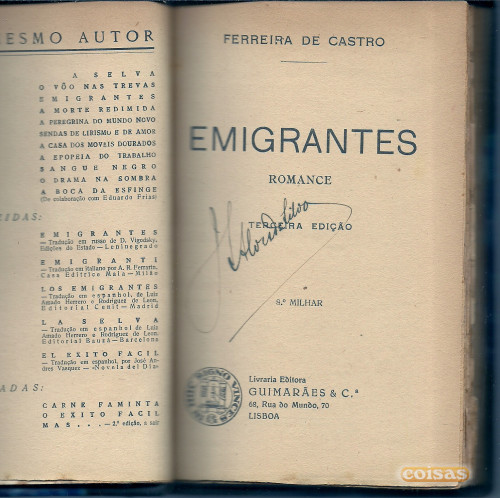 ESMO AUTOR
A SELVA
O VÔO NAS TREVAS
EMIGRANTES
A MORTE REDIMIDA
A PEREGRINA DO MUNDO NOVO
SENDAS DE LIRISMO E DE AMOR
A CASA DOS MOVEIS DOURADOS
A EPOPEIA DO TRABALHO
SANGUE NEGRO
O DRAMA NA SOMBRA
A BOCA DA ESFINGE
(De colaboração com Eduardo Frias)
IDAS:
EMIGRANTES
— Tradução em russo de D. Vigodsky,
Edições do Estado — Leninegrado
EMIGRANTI
— Tradução em italiano por A. R. Ferrarin,
Casa Editrice Maia — Milão
LOS EMIGRANTES
— Tradução em espanhol, de Luis
Amado Herrero e Rodriguez de Leon,
Editorial Cenit — Madrid
LA SELVA
— Tradução em espanhol de Luis
Amado Herrero e Rodriguez de Leon,
Editorial Bauzá — Barcelona
EL EXITO FACIL
— Tradução em espanhol, por José An-
dres Vasquez — «Novela del Dia»
ADAS:
CARNE FAMINTA
O EXITO FACIL
MAS... — 2.ª edição, a sair
FERREIRA DE CASTRO
EMIGRANTES
ROMANCE
TERCEIRA EDIÇÃO
8.º MILHAR
HOC SIGNO VINCES
Livraria Editora
GUIMARÃES & C.ª
68, Rua do Mundo, 70
LISBOA
coisas